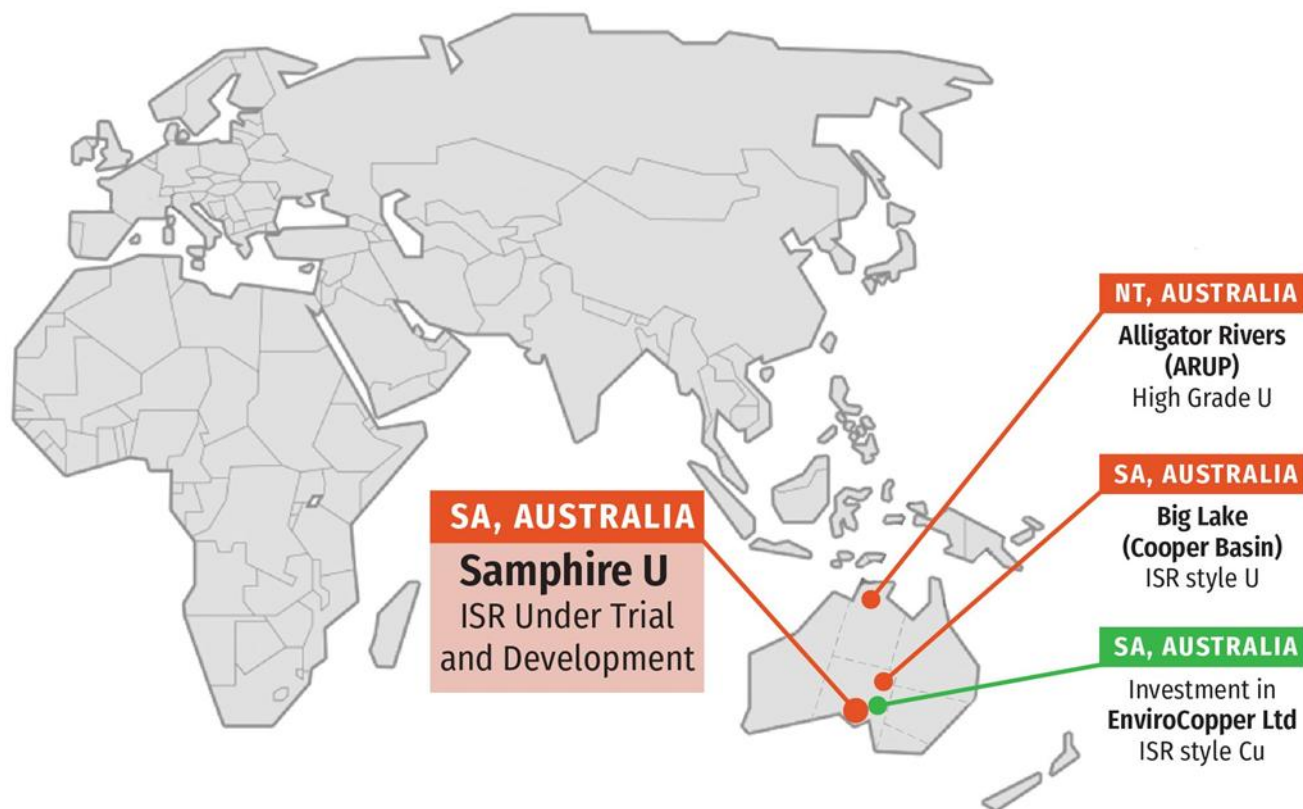 NT, AUSTRALIA
Alligator Rivers
(ARUP)
High Grade U
SA, AUSTRALIA
Big Lake
(Cooper Basin)
ISR style U
SA, AUSTRALIA
Samphire U
ISR Under Trial
and Development
SA, AUSTRALIA
Investment in
EnviroCopper Ltd
ISR style Cu